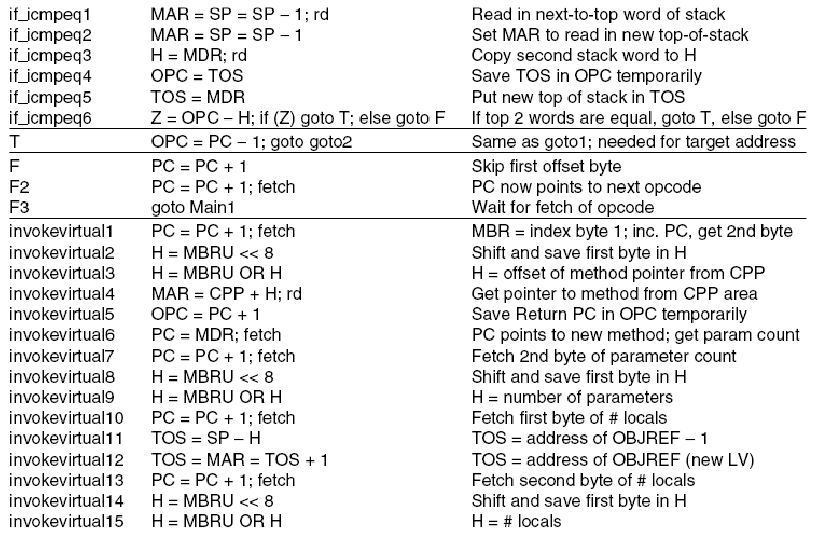 if_icmpeq1 MAR = SP = SP – 1; rd Read in next-to-top word of stack
if_icmpeq2 MAR = SP = SP – 1 Set MAR to read in new top-of-stack
if_icmpeq3 H = MDR; rd Copy second stack word to H
if_icmpeq4 OPC = TOS Save TOS in OPC temporarily
if_icmpeq5 TOS = MDR Put new top of stack in TOS
if_icmpeq6 Z = OPC – H; if (Z) goto T; else goto F If top 2 words are equal, goto T, else goto F
T OPC = PC – 1; goto goto2 Same as goto1; needed for target address
F PC = PC + 1 Skip first offset byte
F2 PC = PC + 1; fetch PC now points to next opcode
F3 goto Main1 Wait for fetch of opcode
invokevirtual1 PC = PC + 1; fetch MBR = index byte 1; inc. PC, get 2nd byte
invokevirtual2 H = MBRU << 8 Shift and save first byte in H
invokevirtual3 H = MBRU OR H H = offset of method pointer from CPP
invokevirtual4 MAR = CPP + H; rd Get pointer to method from CPP area
invokevirtual5 OPC = PC + 1 Save Return PC in OPC temporarily
invokevirtual6 PC = MDR; fetch PC points to new method; get param count
invokevirtual7 PC = PC + 1; fetch Fetch 2nd byte of parameter count
invokevirtual8 H = MBRU << 8 Shift and save first byte in H
invokevirtual9 H = MBRU OR H H = number of parameters
invokevirtual10 PC = PC + 1; fetch Fetch first byte of # locals
invokevirtual11 TOS = SP – H TOS = address of OBJREF – 1
invokevirtual12 TOS = MAR = TOS + 1 TOS = address of OBJREF (new LV)
invokevirtual13 PC = PC + 1; fetch Fetch second byte of # locals
invokevirtual14 H = MBRU << 8 Shift and save first byte in H
invokevirtual15 H = MBRU OR H H = # locals